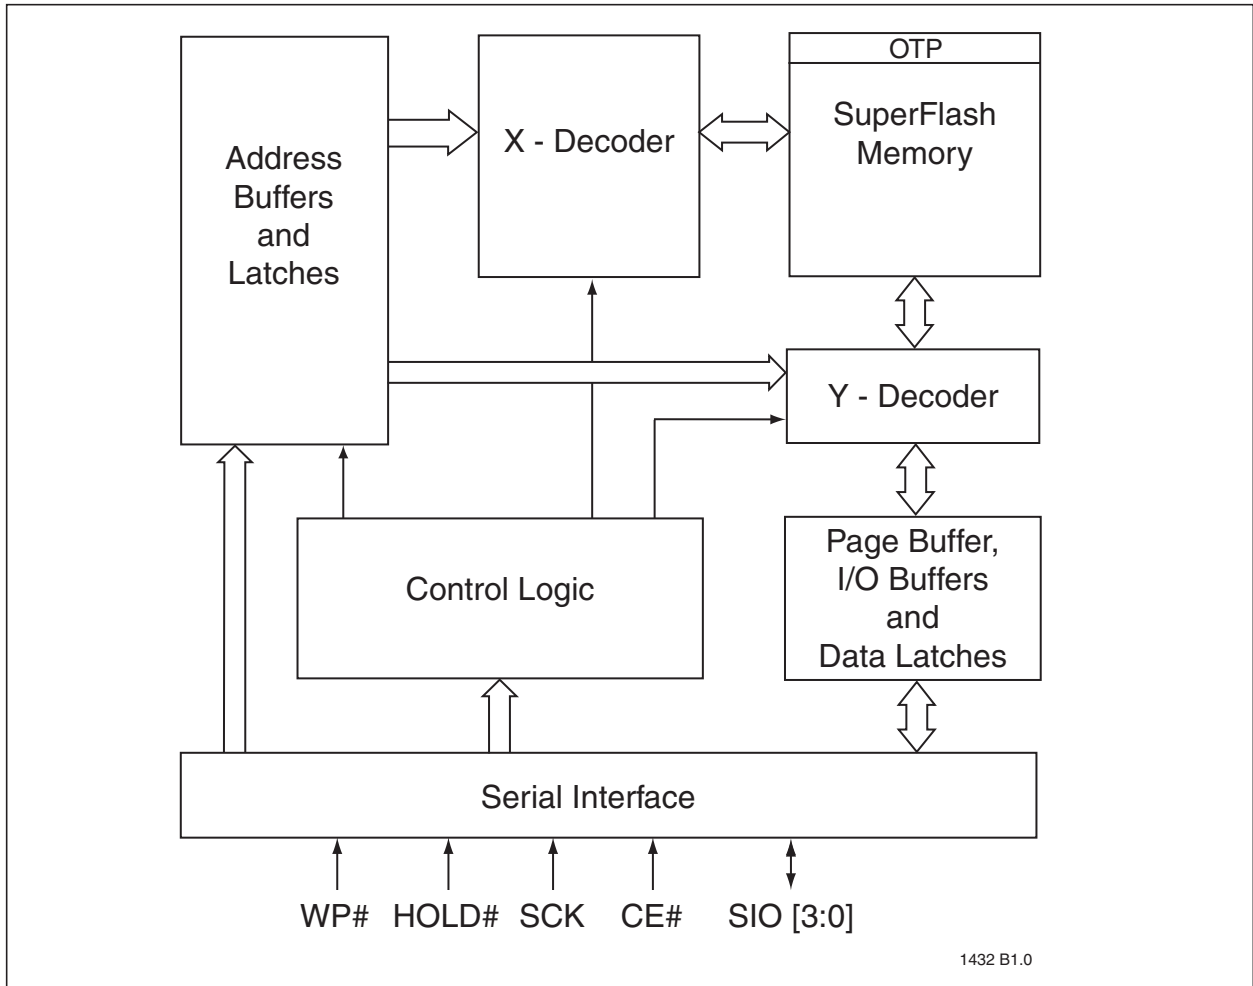 OTP
SuperFlash
Memory
X - Decoder
Address
Buffers
and
Latches
Y - Decoder
Page Buffer,
I/O Buffers
and
Data Latches
Control Logic
Serial Interface
WP# HOLD# SCK CE# SIO [3:0]
1432 B1.0